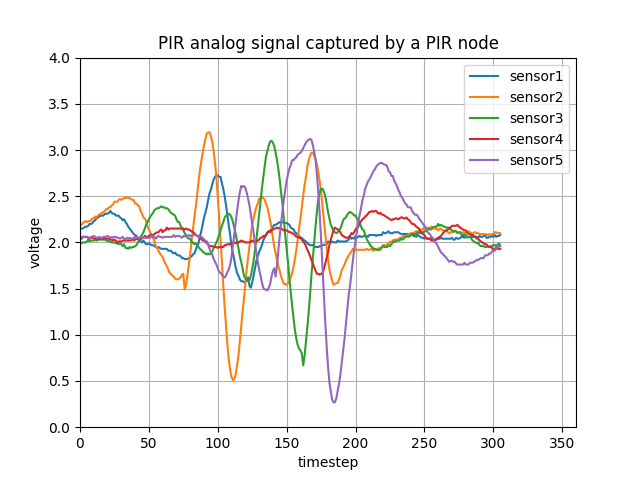 PIR analog signal captured by a PIR node
4.0
3.5
3.0
2.5
2.0
1.5
1.0
0.5
0.0
voltage
sensor1
sensor2
sensor3
sensor4
sensor5
0 50 100 150 200 250 300 350
timestep